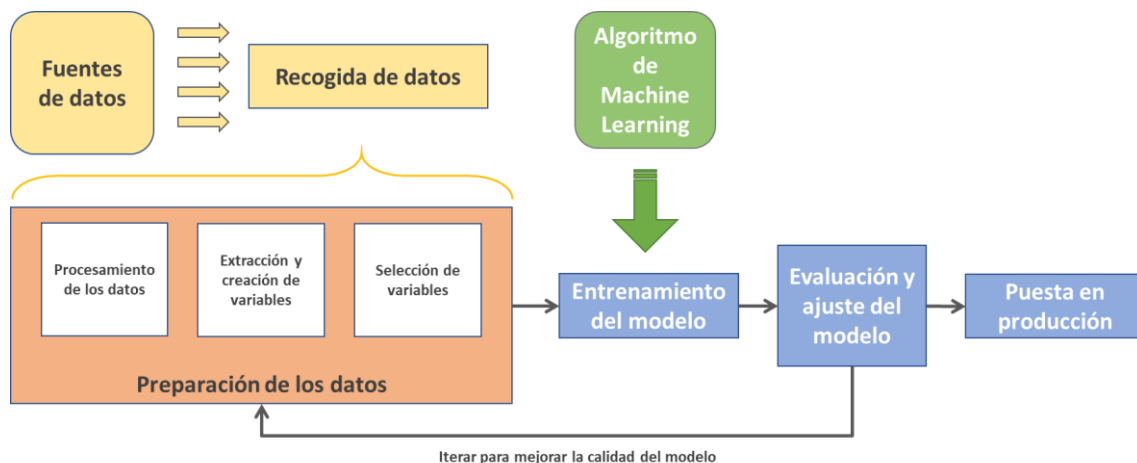 Fuentes
de datos
Recogida de datos
Algoritmo
de
Machine
Learning
Procesamiento
de los datos
Extracción y
creación de
variables
Selección de
variables
Preparación de los datos
Entrenamiento
del modelo
Evaluación y
ajuste del
modelo
Puesta en
producción
Iterar para mejorar la calidad del modelo